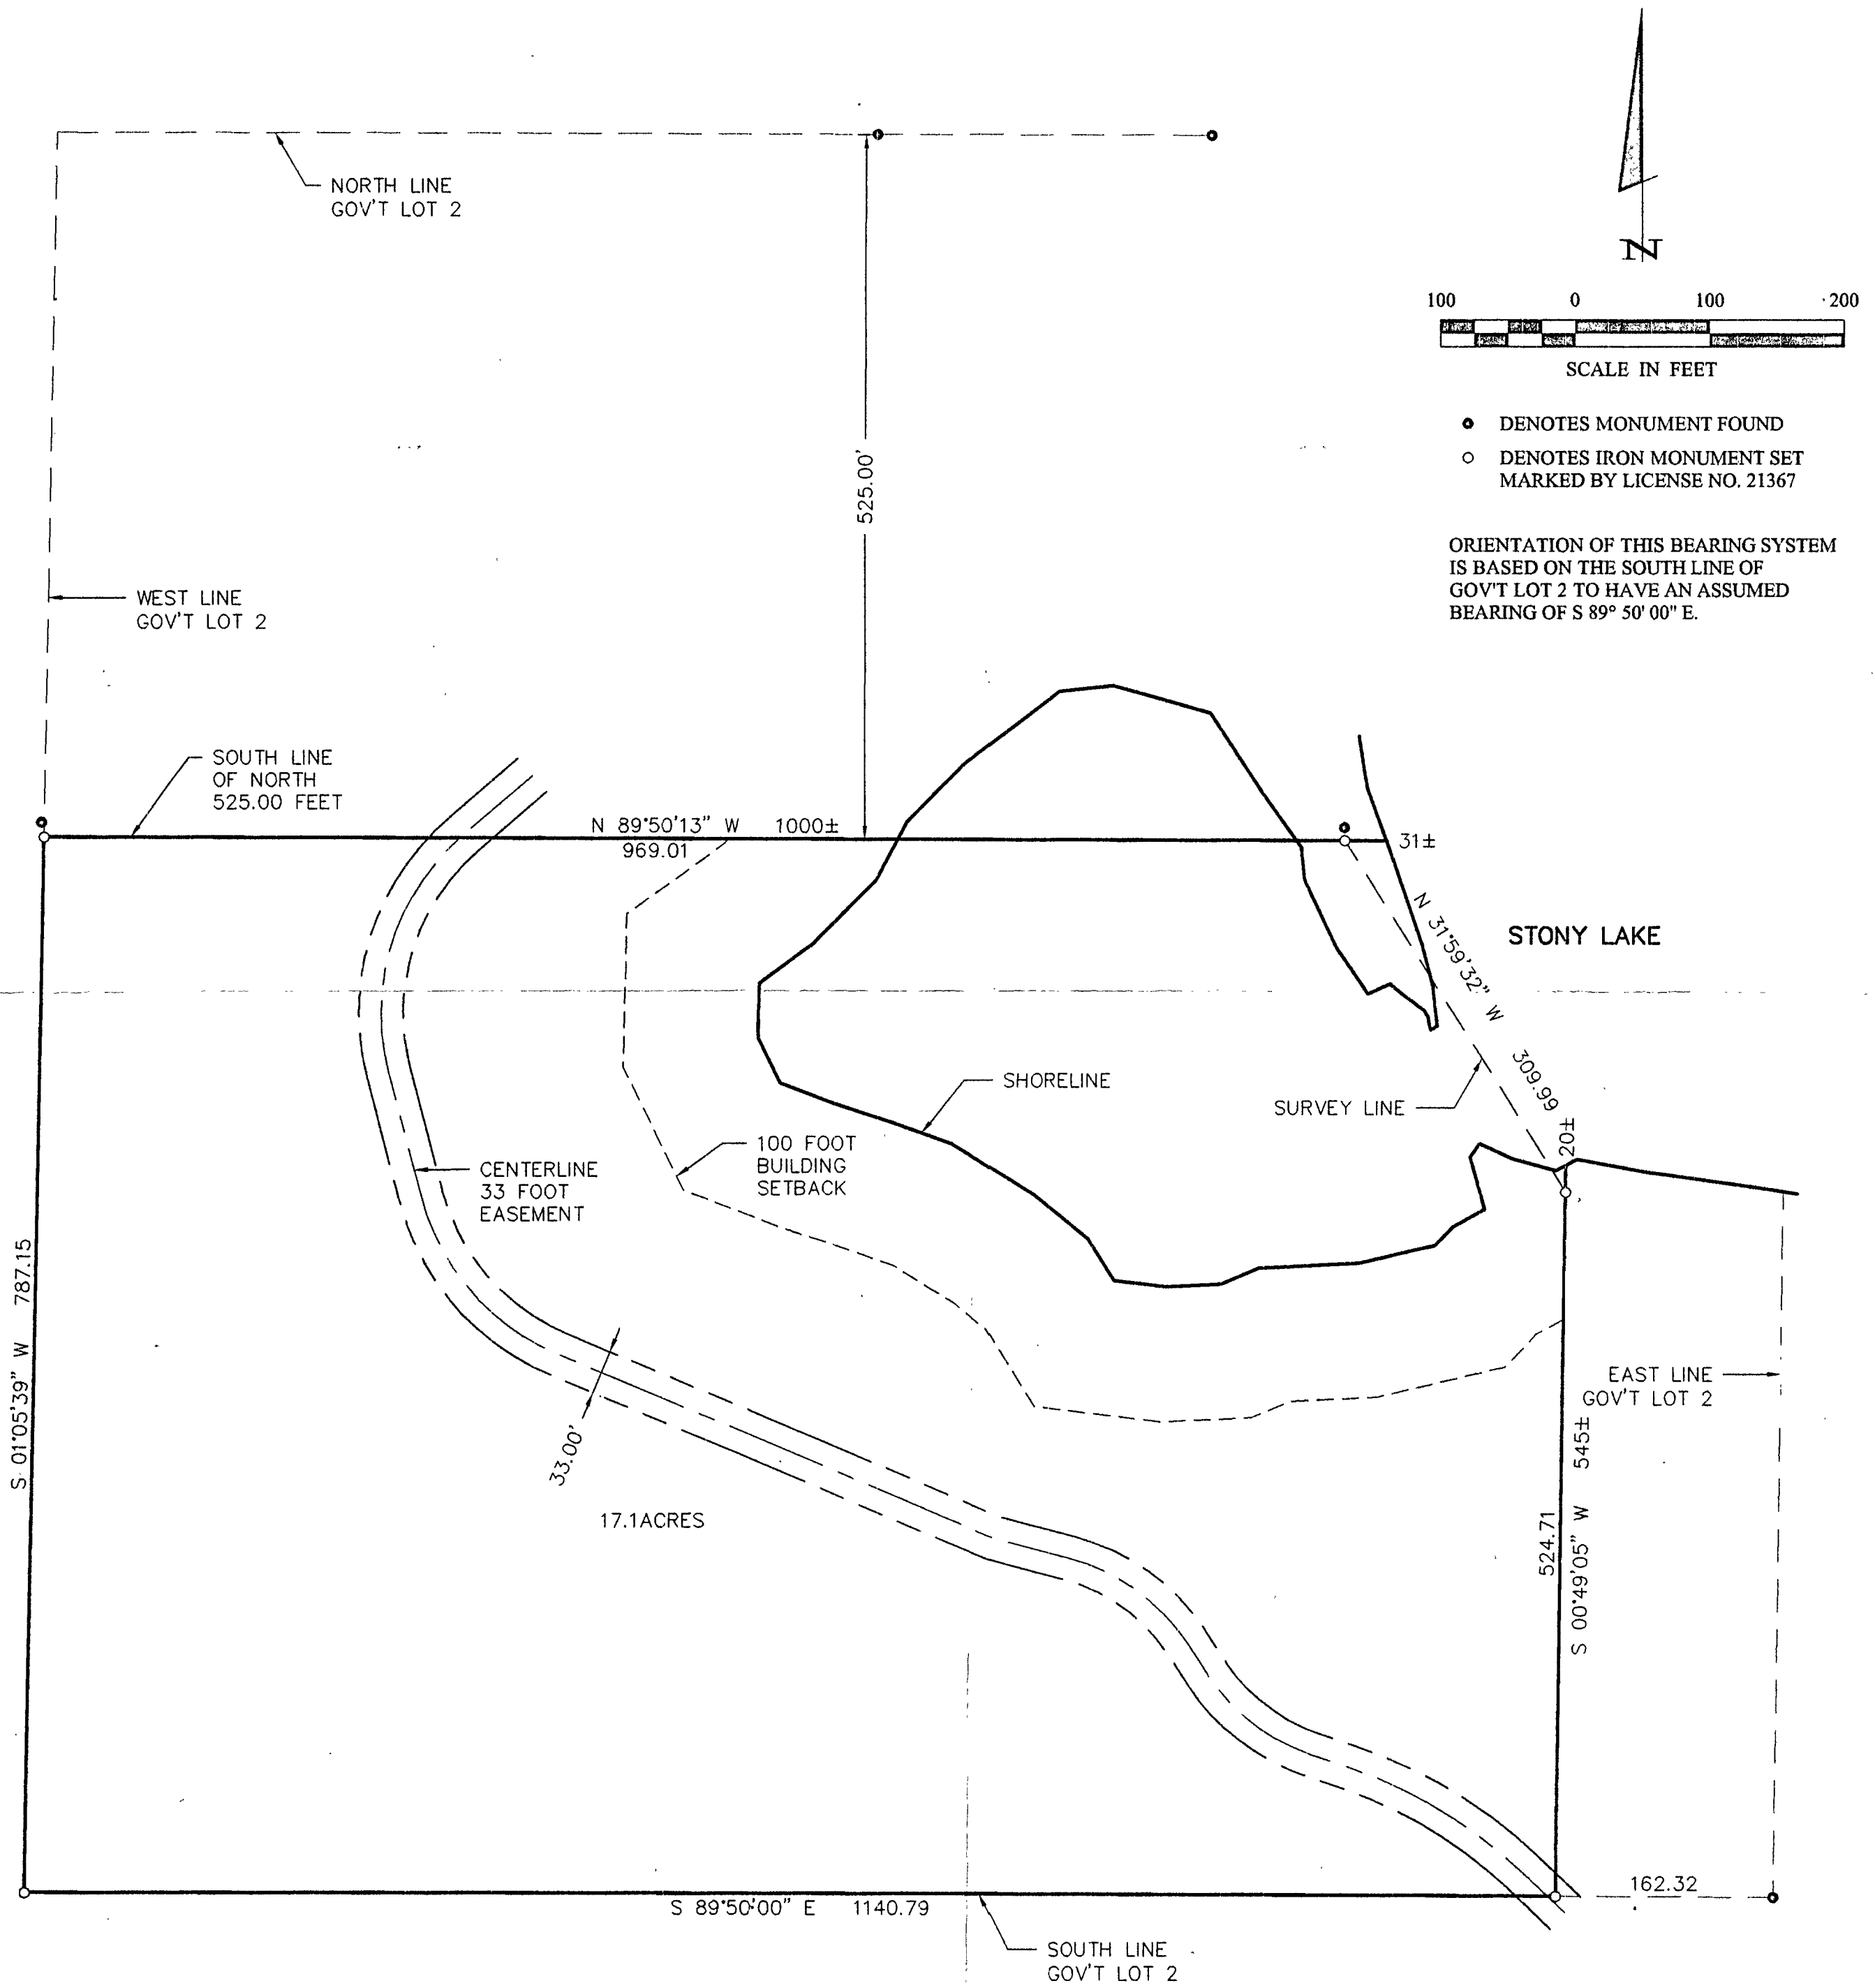 NORTH LINE
GOV'T LOT 2
N
100 0 100 200
SCALE IN FEET
DENOTES MONUMENT FOUND
DENOTES IRON MONUMENT SET
MARKED BY LICENSE NO. 21367
525.00'
ORIENTATION OF THIS BEARING SYSTEM
IS BASED ON THE SOUTH LINE OF
GOV'T LOT 2 TO HAVE AN ASSUMED
BEARING OF S 89° 50' 00" E.
WEST LINE
GOV'T LOT 2
SOUTH LINE
OF NORTH
525.00 FEET
N 89°50'13" W 1000±
969.01
31±
N 31°59'32" W 309.99
STONY LAKE
SHORELINE
SURVEY LINE
20±
100 FOOT
BUILDING
SETBACK
CENTERLINE
33 FOOT
EASEMENT
S 01°05'39" W 787.15
EAST LINE
GOV'T LOT 2
33.00'
17.1ACRES
524.71
S 00°49'05" W 545±
162.32
S 89°50'00" E 1140.79
SOUTH LINE
GOV'T LOT 2